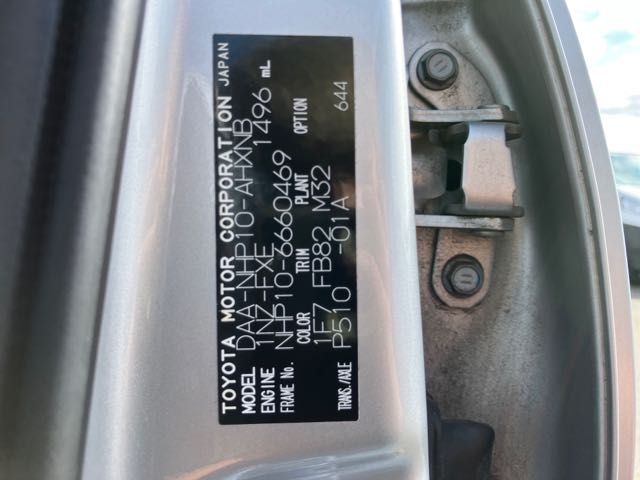 TOYOTA MOTOR CORPORATION JAPAN
MODEL DAA-NHP10-AHXNB
ENGINE 1NZ-FXE 1496 mL
FRAME No. NHP10-6660469
COLOR TRIM PLANT OPTION
1F7 FB82 M32 644
TRANS./AXLE P510 -01A